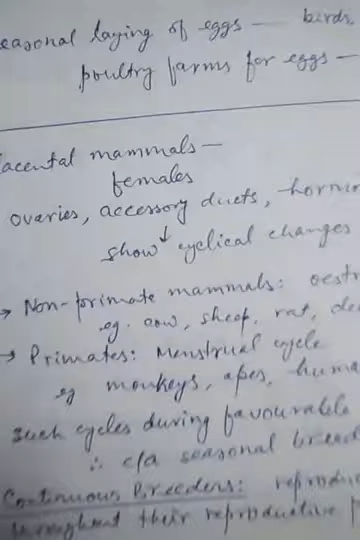 easonal laying of eggs — birds
poultry farms for eggs —
lacental mammals —
females
ovaries, accessory ducts, hormo
show cyclical changes
→ Non-primate mammals: oestr
eg. cow, sheep, rat, de
→ Primates: Menstrual cycle
eg monkeys, apes, huma
such cycles during favourable
∴ c/a seasonal breed
Continuous Breeders: reprodu
throughout their reproductive p